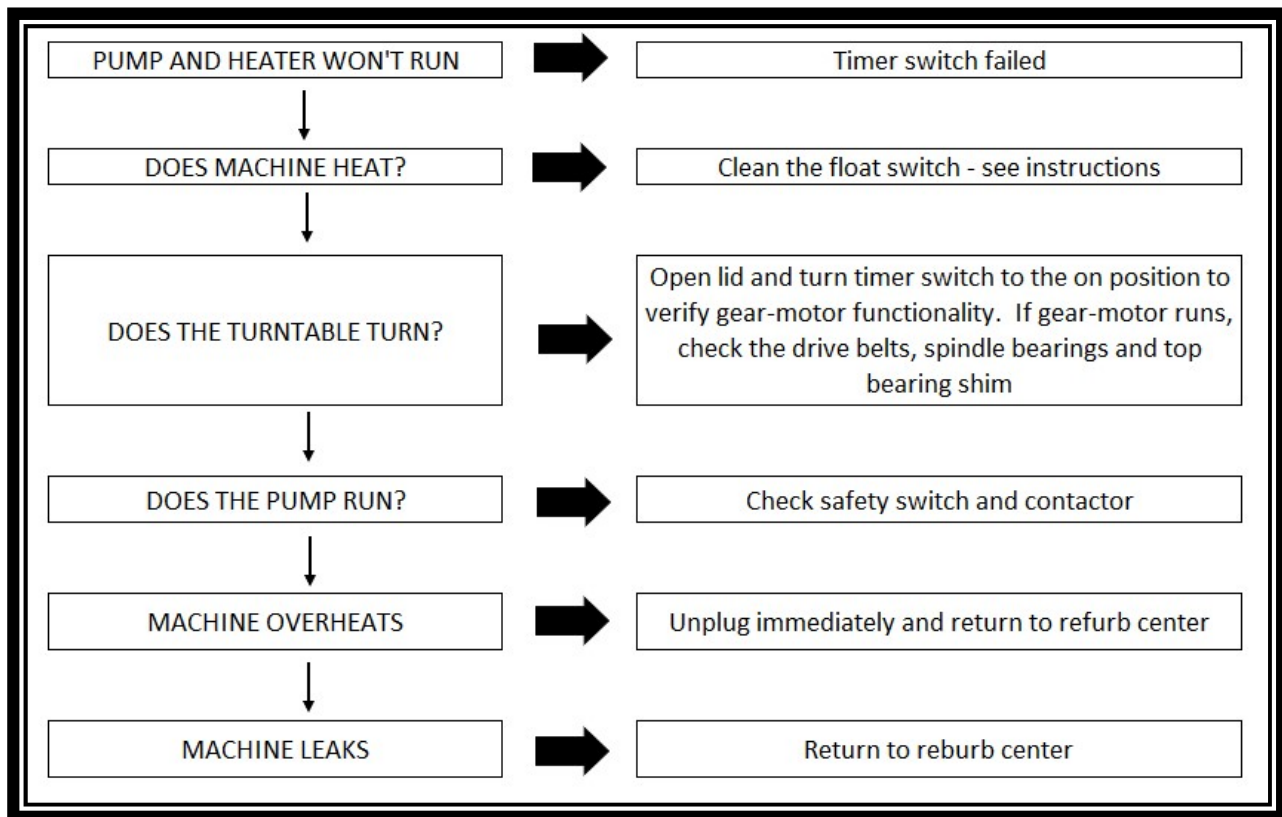 PUMP AND HEATER WON'T RUN
Timer switch failed
DOES MACHINE HEAT?
Clean the float switch - see instructions
DOES THE TURNTABLE TURN?
Open lid and turn timer switch to the on position to
verify gear-motor functionality.  If gear-motor runs,
check the drive belts, spindle bearings and top
bearing shim
DOES THE PUMP RUN?
Check safety switch and contactor
MACHINE OVERHEATS
Unplug immediately and return to refurb center
MACHINE LEAKS
Return to reburb center